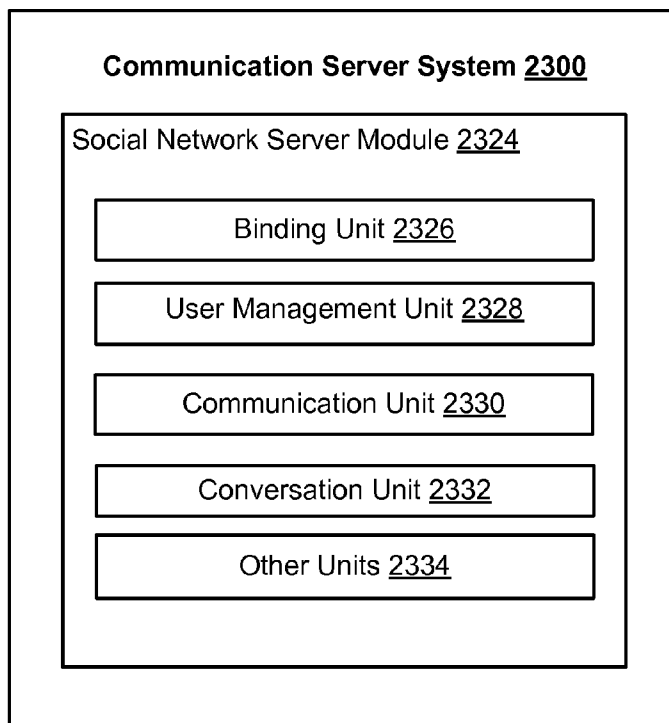 Communication Server System 2300
Social Network Server Module 2324
Binding Unit 2326
User Management Unit 2328
Communication Unit 2330
Conversation Unit 2332
Other Units 2334